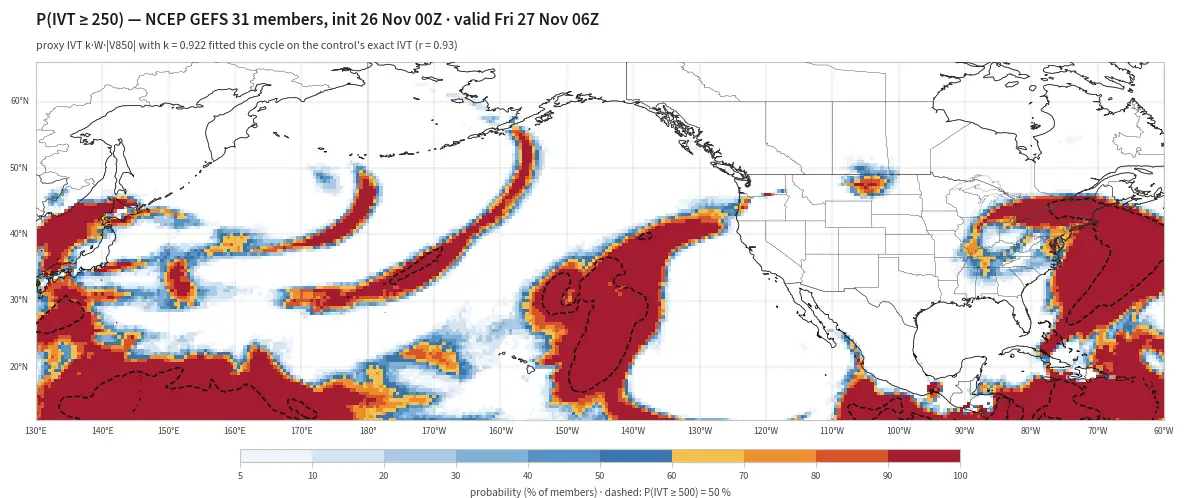 P(IVT ≥ 250) — NCEP GEFS 31 members, init 26 Nov 00Z · valid Fri 27 Nov 06Z
proxy IVT k·W·|V850| with k = 0.922 fitted this cycle on the control's exact IVT (r = 0.93)
60°N
50°N
40°N
30°N
20°N
130°E 140°E 150°E 160°E 170°E 180° 170°W 160°W 150°W 140°W 130°W 120°W 110°W 100°W 90°W 80°W 70°W 60°W
5 10 20 30 40 50 60 70 80 90 100
probability (% of members) · dashed: P(IVT ≥ 500) = 50 %